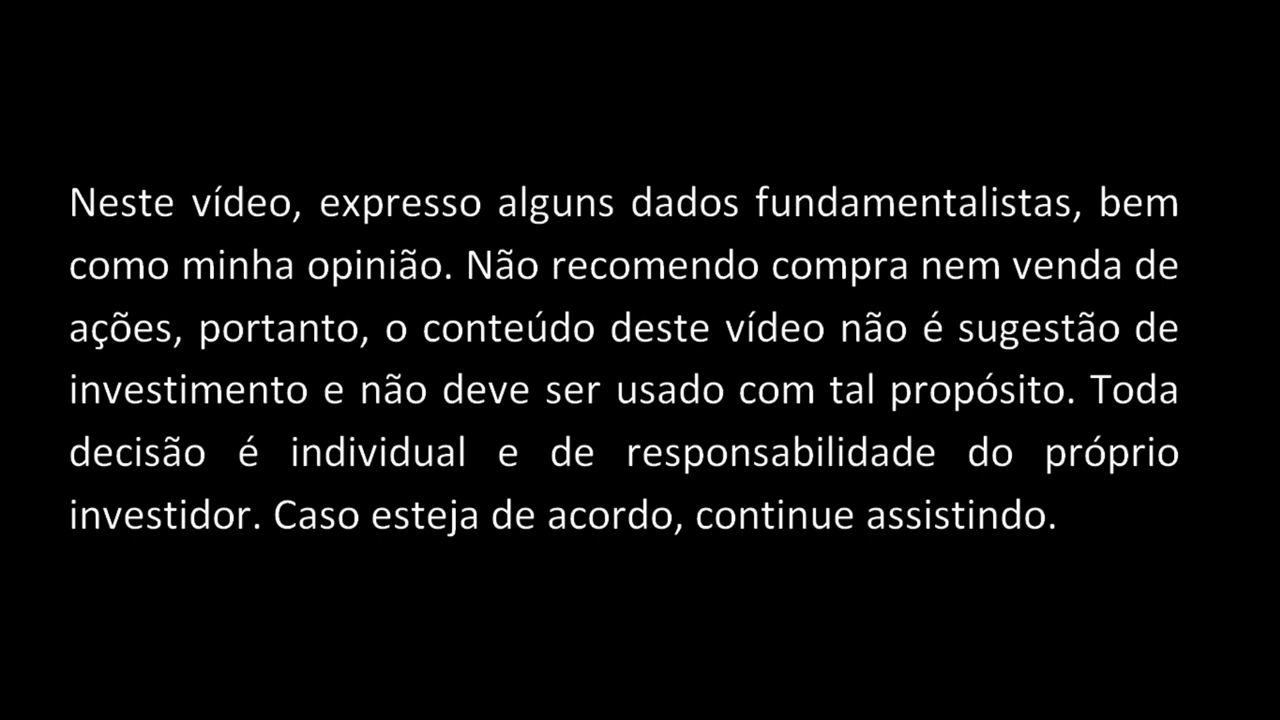 Neste vídeo, expresso alguns dados fundamentalistas, bem
como minha opinião. Não recomendo compra nem venda de
ações, portanto, o conteúdo deste vídeo não é sugestão de
investimento e não deve ser usado com tal propósito. Toda
decisão é individual e de responsabilidade do próprio
investidor. Caso esteja de acordo, continue assistindo.